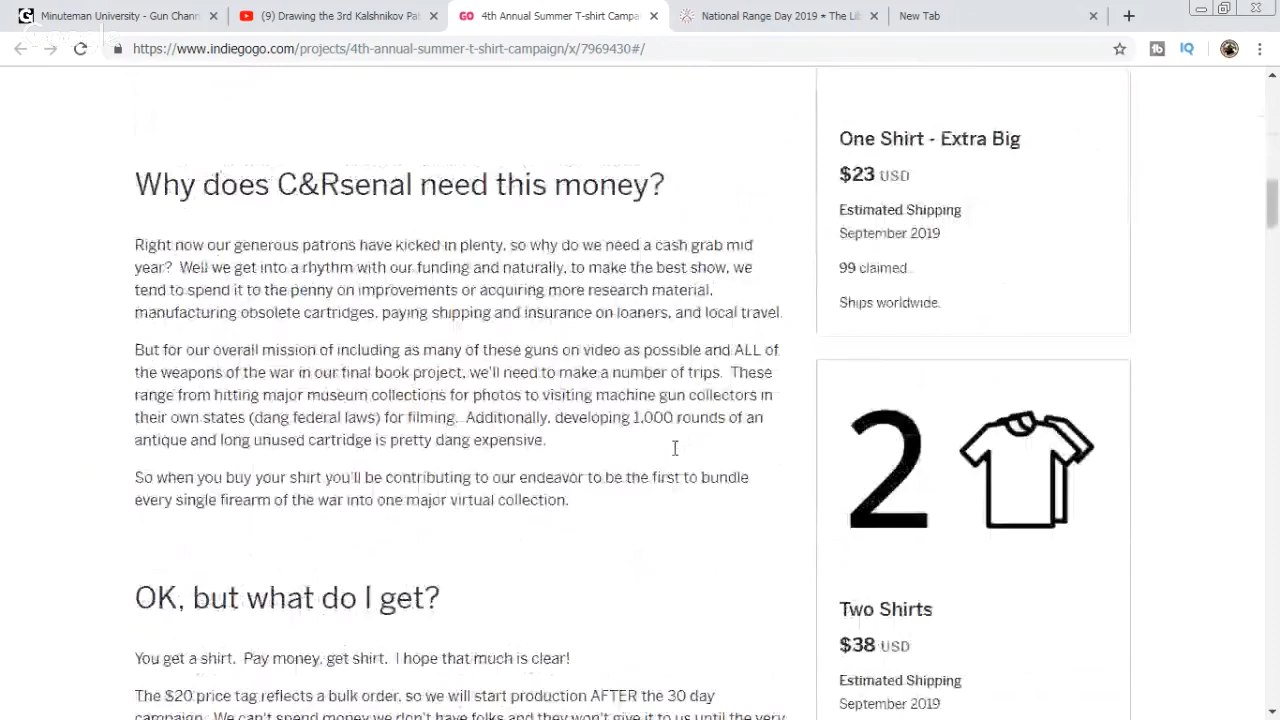 Minuteman University - Gun Chann
(9) Drawing the 3rd Kalshnikov Pat
GO 4th Annual Summer T-shirt Campa
National Range Day 2019 ★ The Lib
New Tab
https://www.indiegogo.com/projects/4th-annual-summer-t-shirt-campaign/x/7969430#/
Why does C&Rsenal need this money?
Right now our generous patrons have kicked in plenty, so why do we need a cash grab mid
year? Well we get into a rhythm with our funding and naturally, to make the best show, we
tend to spend it to the penny on improvements or acquiring more research material,
manufacturing obsolete cartridges, paying shipping and insurance on loaners, and local travel.
But for our overall mission of including as many of these guns on video as possible and ALL of
the weapons of the war in our final book project, we'll need to make a number of trips. These
range from hitting major museum collections for photos to visiting machine gun collectors in
their own states (dang federal laws) for filming. Additionally, developing 1,000 rounds of an
antique and long unused cartridge is pretty dang expensive.
So when you buy your shirt you'll be contributing to our endeavor to be the first to bundle
every single firearm of the war into one major virtual collection.
OK, but what do I get?
You get a shirt. Pay money, get shirt. I hope that much is clear!
The $20 price tag reflects a bulk order, so we will start production AFTER the 30 day
campaign. We can't spend money we don't have folks and they won't give it to us until the very
One Shirt - Extra Big
$23 USD
Estimated Shipping
September 2019
99 claimed
Ships worldwide.
2
Two Shirts
$38 USD
Estimated Shipping
September 2019